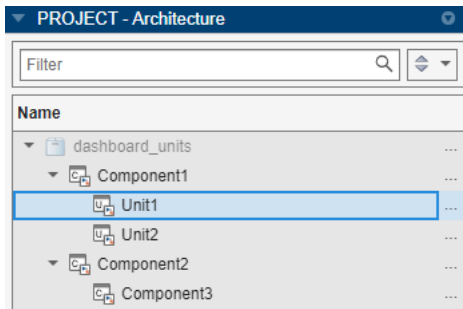 PROJECT - Architecture
Filter
Name
dashboard_units ...
Component1 ...
Unit1 ...
Unit2 ...
Component2 ...
Component3 ...